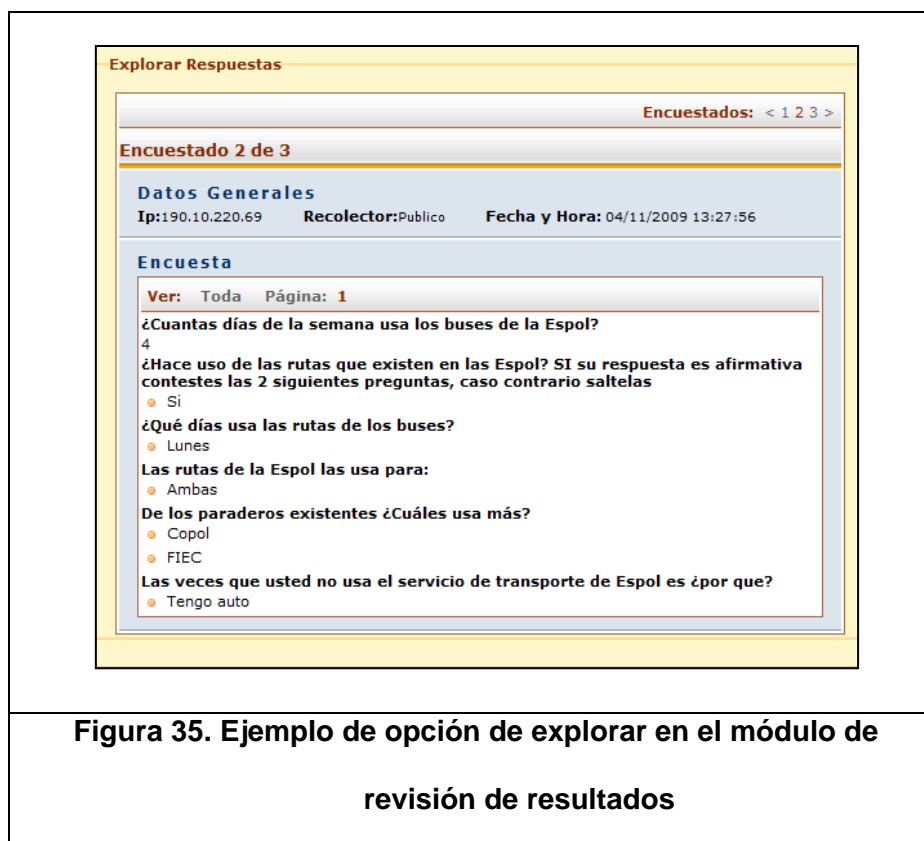 Explorar Respuestas
Encuestados: < 1 2 3 >
Encuestado 2 de 3
Datos Generales
Ip:190.10.220.69 Recolector:Publico Fecha y Hora: 04/11/2009 13:27:56
Encuesta
Ver: Toda Página: 1
¿Cuantas días de la semana usa los buses de la Espol?
4
¿Hace uso de las rutas que existen en las Espol? SI su respuesta es afirmativa
contestes las 2 siguientes preguntas, caso contrario saltelas
Si
¿Qué días usa las rutas de los buses?
Lunes
Las rutas de la Espol las usa para:
Ambas
De los paraderos existentes ¿Cuáles usa más?
Copol
FIEC
Las veces que usted no usa el servicio de transporte de Espol es ¿por que?
Tengo auto
Figura 35. Ejemplo de opción de explorar en el módulo de
revisión de resultados